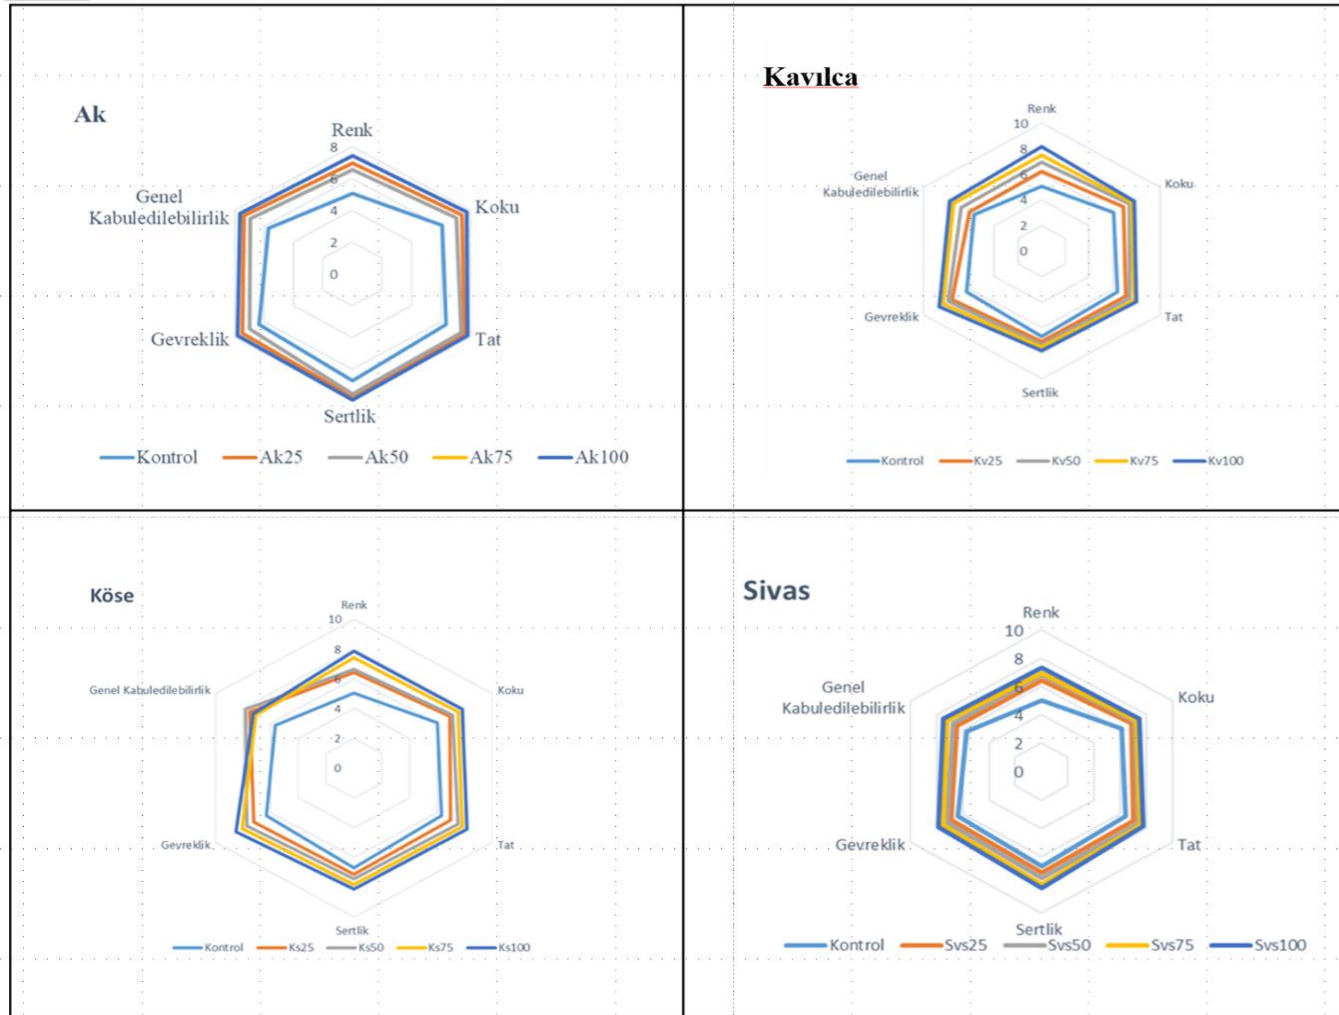 Ak
Renk
8
6
4
2
0
Genel
Kabuledilebilirlik
Koku
Gevreklik
Tat
Sertlik
Kontrol Ak25 Ak50 Ak75 Ak100
Kavılca
Renk
10
8
6
4
2
0
Genel
Kabuledilebilirlik
Koku
Gevreklik
Tat
Sertlik
Kontrol Kv25 Kv50 Kv75 Kv100
Köse
Renk
10
8
6
4
2
0
Genel Kabuledilebilirlik
Koku
Gevreklik
Tat
Sertlik
Kontrol Ks25 Ks50 Ks75 Ks100
Sivas
Renk
10
8
6
4
2
0
Genel
Kabuledilebilirlik
Koku
Gevreklik
Tat
Sertlik
Kontrol Svs25 Svs50 Svs75 Svs100